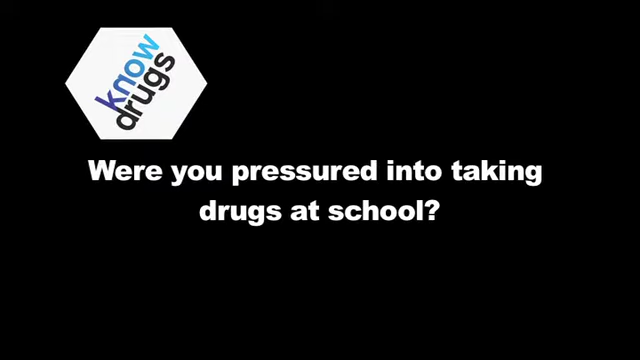 know
drugs
Were you pressured into taking
drugs at school?